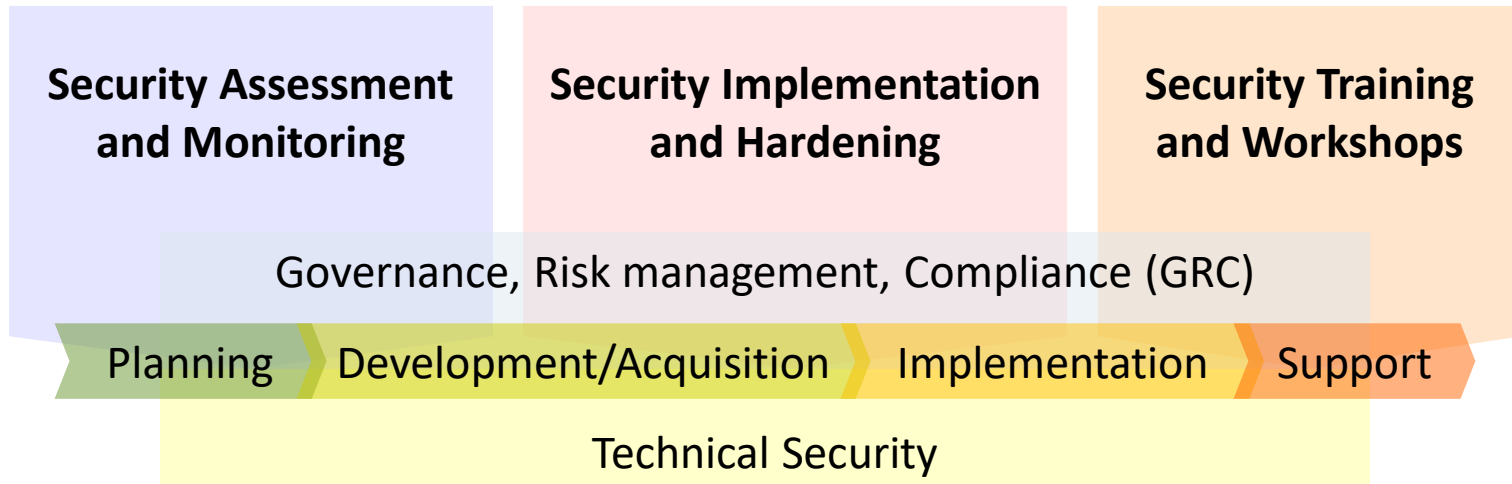 Security Assessment
and Monitoring
Security Implementation
and Hardening
Security Training
and Workshops
Governance, Risk management, Compliance (GRC)
Planning
Development/Acquisition
Implementation
Support
Technical Security